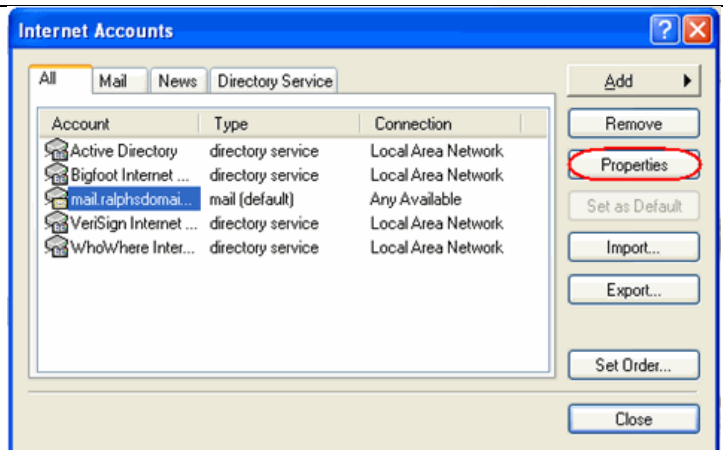 Internet Accounts
All Mail News Directory Service
Add
Account Type Connection
Remove
Active Directory directory service Local Area Network
Properties
Bigfoot Internet ... directory service Local Area Network
mail.ralphsdomai... mail (default) Any Available
Set as Default
VeriSign Internet ... directory service Local Area Network
WhoWhere Inter... directory service Local Area Network
Import...
Export...
Set Order...
Close